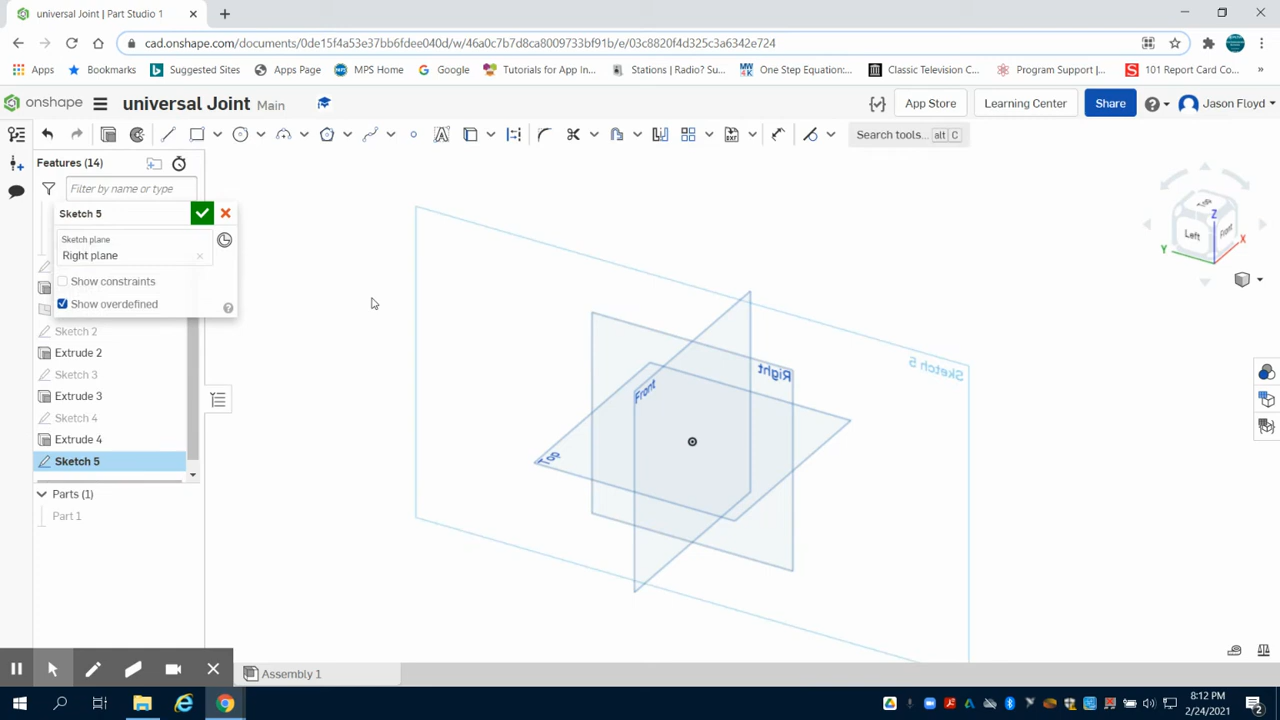 universal Joint | Part Studio 1
cad.onshape.com/documents/0de15f4a53e37bb6fdee040d/w/46a0c7b7d8ca8009733bf91b/e/03c8820f4d325c3a6342e724
Apps
Bookmarks
Suggested Sites
Apps Page
MPS Home
Google
Tutorials for App In...
Stations | Radio? Su...
One Step Equation:...
Classic Television C...
Program Support |...
101 Report Card Co...
»
onshape
universal Joint Main
App Store
Learning Center
Share
Jason Floyd
Search tools... alt C
Features (14)
Filter by name or type
Sketch 5
Sketch plane
Right plane
Show constraints
Show overdefined
Sketch 2
Extrude 2
Sketch 3
Extrude 3
Sketch 4
Extrude 4
Sketch 5
Parts (1)
Part 1
Top
Left
Front
Z
Y
X
Sketch 5
Right
Front
Top
Assembly 1
8:12 PM
2/24/2021
2